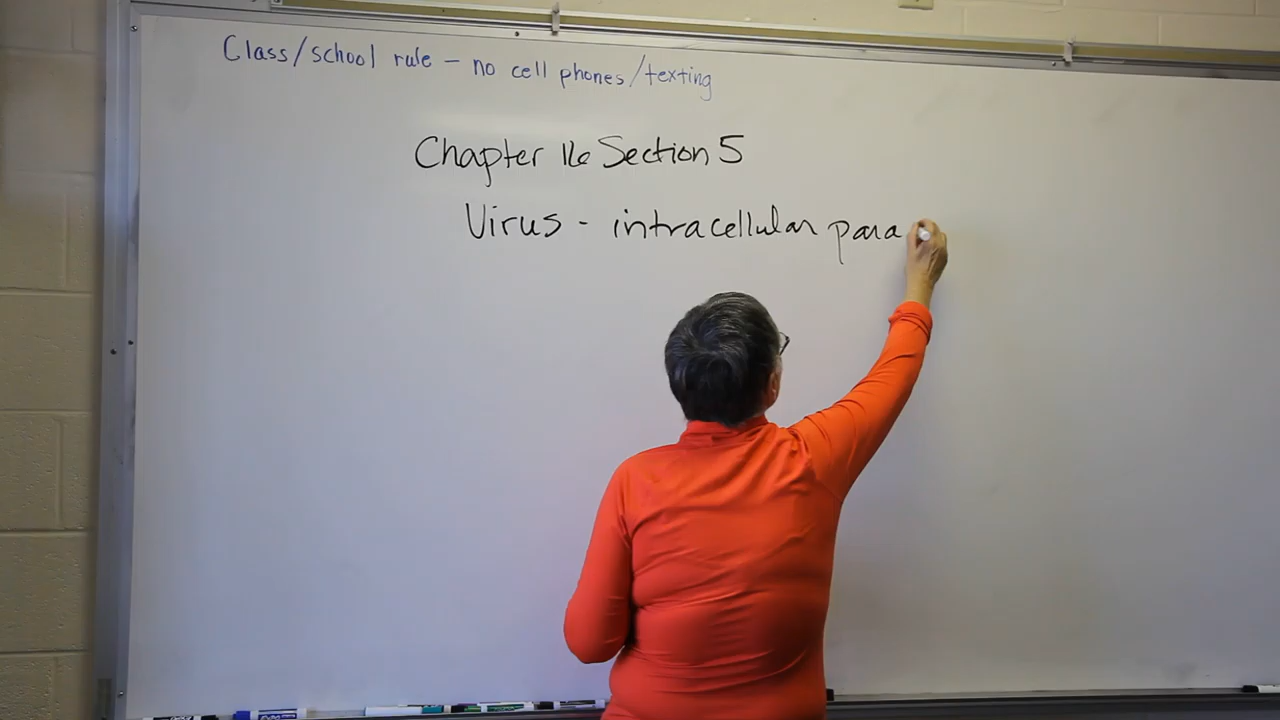 Class/school rule - no cell phones/texting
Chapter 16 Section 5
Virus - intracellular para